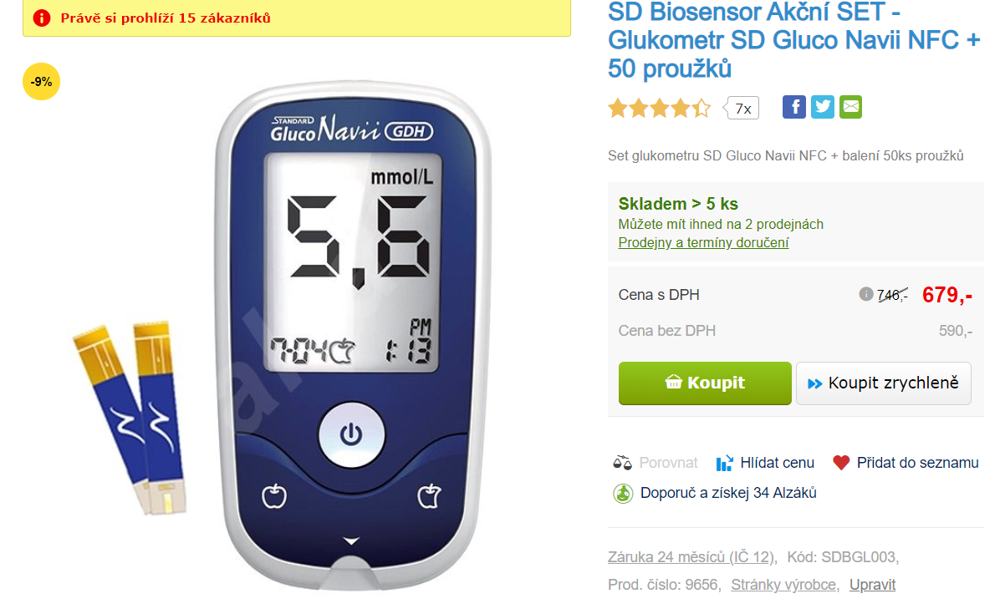 Právě si prohlíží 15 zákazníků
-9%
STANDARD
Gluco Navii GDH
mmol/L
5,6
PM
7-04 1:13
SD Biosensor Akční SET -
Glukometr SD Gluco Navii NFC +
50 proužků
7x
Set glukometru SD Gluco Navii NFC + balení 50ks proužků
Skladem > 5 ks
Můžete mít ihned na 2 prodejnách
Prodejny a termíny doručení
Cena s DPH 746,- 679,-
Cena bez DPH 590,-
Koupit Koupit zrychleně
Porovnat Hlídat cenu Přidat do seznamu
Doporuč a získej 34 Alzáků
Záruka 24 měsíců (IČ 12), Kód: SDBGL003,
Prod. číslo: 9656, Stránky výrobce, Upravit